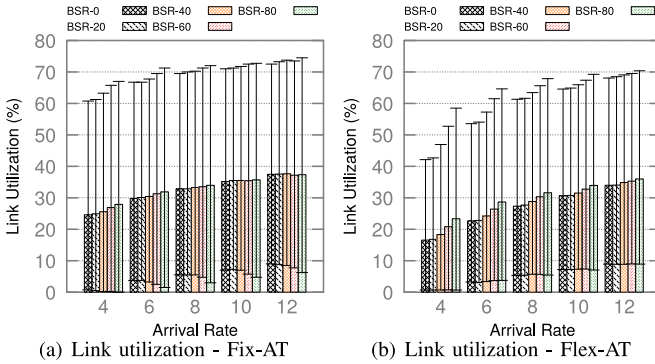 BSR-0 BSR-40 BSR-80
BSR-20 BSR-60
80
70
60
50
40
30
20
10
0
Link Utilization (%)
4 6 8 10 12
Arrival Rate
(a) Link utilization - Fix-AT
BSR-0 BSR-40 BSR-80
BSR-20 BSR-60
80
70
60
50
40
30
20
10
0
Link Utilization (%)
4 6 8 10 12
Arrival Rate
(b) Link utilization - Flex-AT